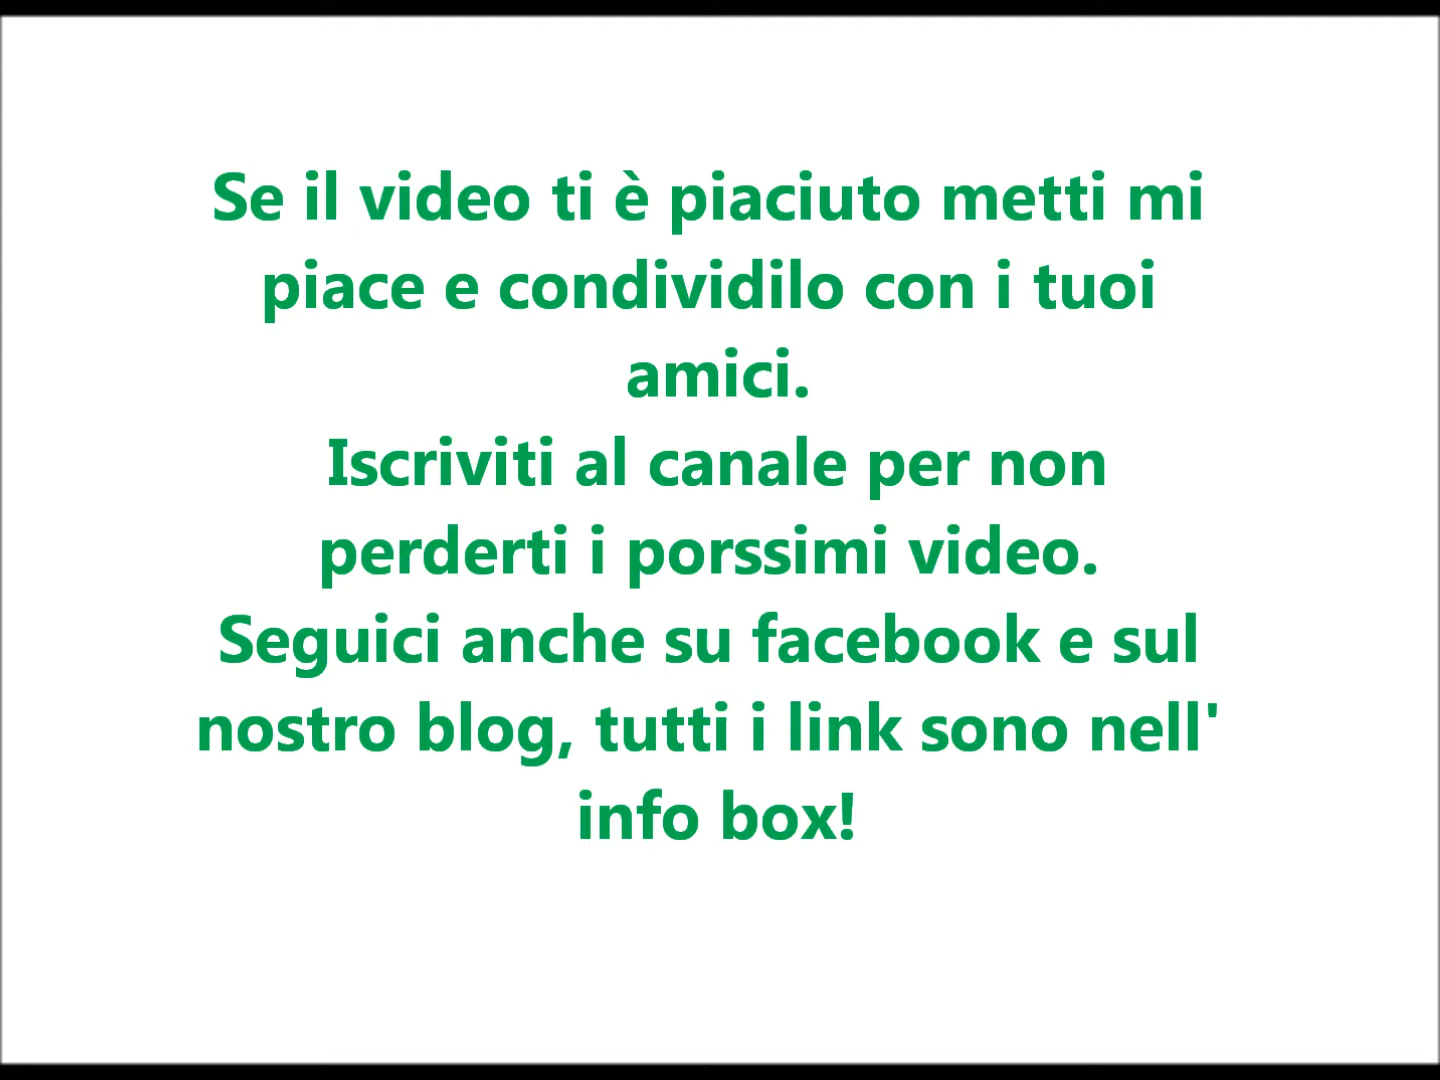 Se il video ti è piaciuto metti mi
piace e condividilo con i tuoi
amici.
Iscriviti al canale per non
perderti i porssimi video.
Seguici anche su facebook e sul
nostro blog, tutti i link sono nell'
info box!